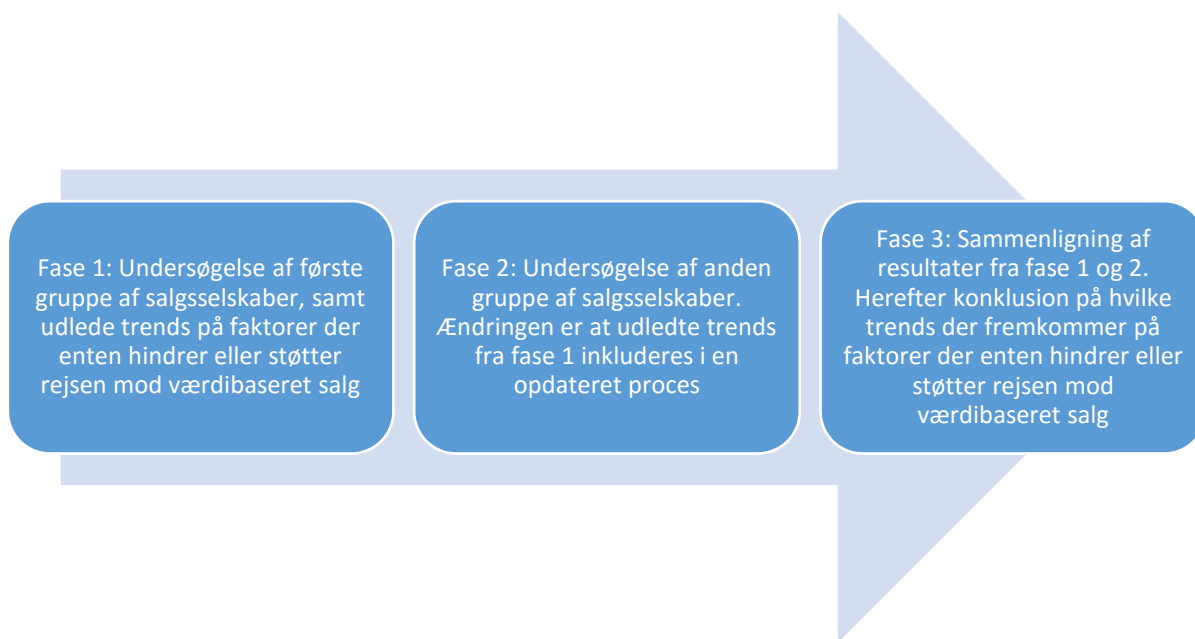 Fase 1: Undersøgelse af første
gruppe af salgsselskaber, samt
udlede trends på faktorer der
enten hindrer eller støtter
rejsen mod værdibaseret salg
Fase 2: Undersøgelse af anden
gruppe af salgsselskaber.
Ændringen er at udledte trends
fra fase 1 inkluderes i en
opdateret proces
Fase 3: Sammenligning af
resultater fra fase 1 og 2.
Herefter konklusion på hvilke
trends der fremkommer på
faktorer der enten hindrer eller
støtter rejsen mod
værdibaseret salg